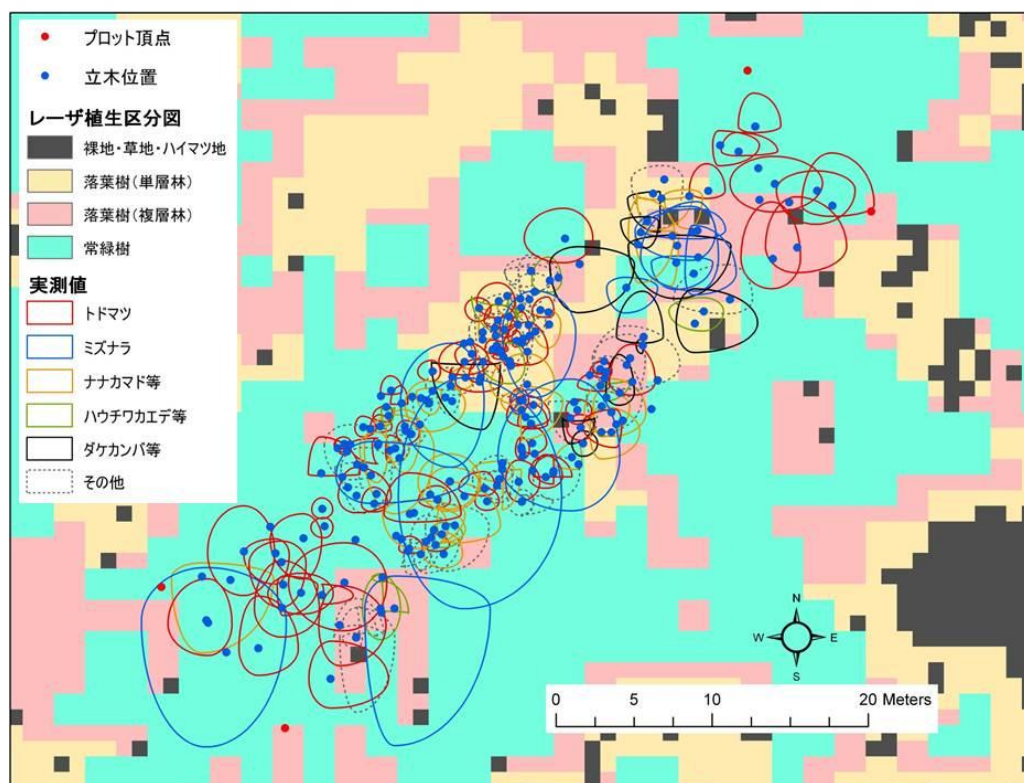 プロット頂点
立木位置
レーザ植生区分図
裸地・草地・ハイマツ地
落葉樹(単層林)
落葉樹(複層林)
常緑樹
実測値
トドマツ
ミズナラ
ナナカマド等
ハウチワカエデ等
ダケカンバ等
その他
N
W E
S
0 5 10 20 Meters